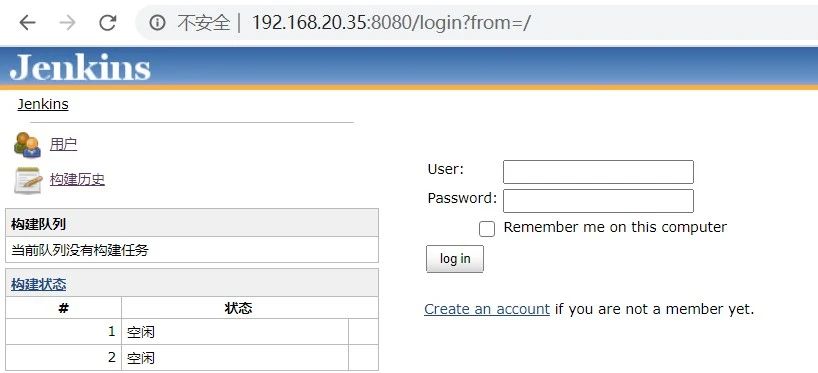 不安全 | 192.168.20.35:8080/login?from=/
Jenkins
Jenkins
用户
构建历史
构建队列
当前队列没有构建任务
构建状态
# 状态
1 空闲
2 空闲
User:
Password:
Remember me on this computer
log in
Create an account if you are not a member yet.